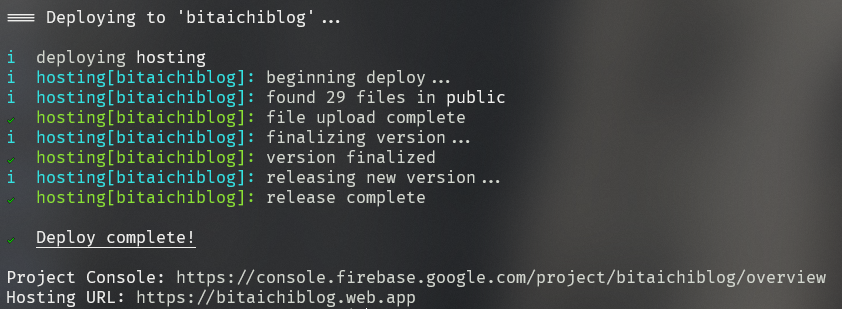 === Deploying to 'bitaichiblog'...
i deploying hosting
i hosting[bitaichiblog]: beginning deploy...
i hosting[bitaichiblog]: found 29 files in public
✔ hosting[bitaichiblog]: file upload complete
i hosting[bitaichiblog]: finalizing version...
✔ hosting[bitaichiblog]: version finalized
i hosting[bitaichiblog]: releasing new version...
✔ hosting[bitaichiblog]: release complete
✔ Deploy complete!
Project Console: https://console.firebase.google.com/project/bitaichiblog/overview
Hosting URL: https://bitaichiblog.web.app